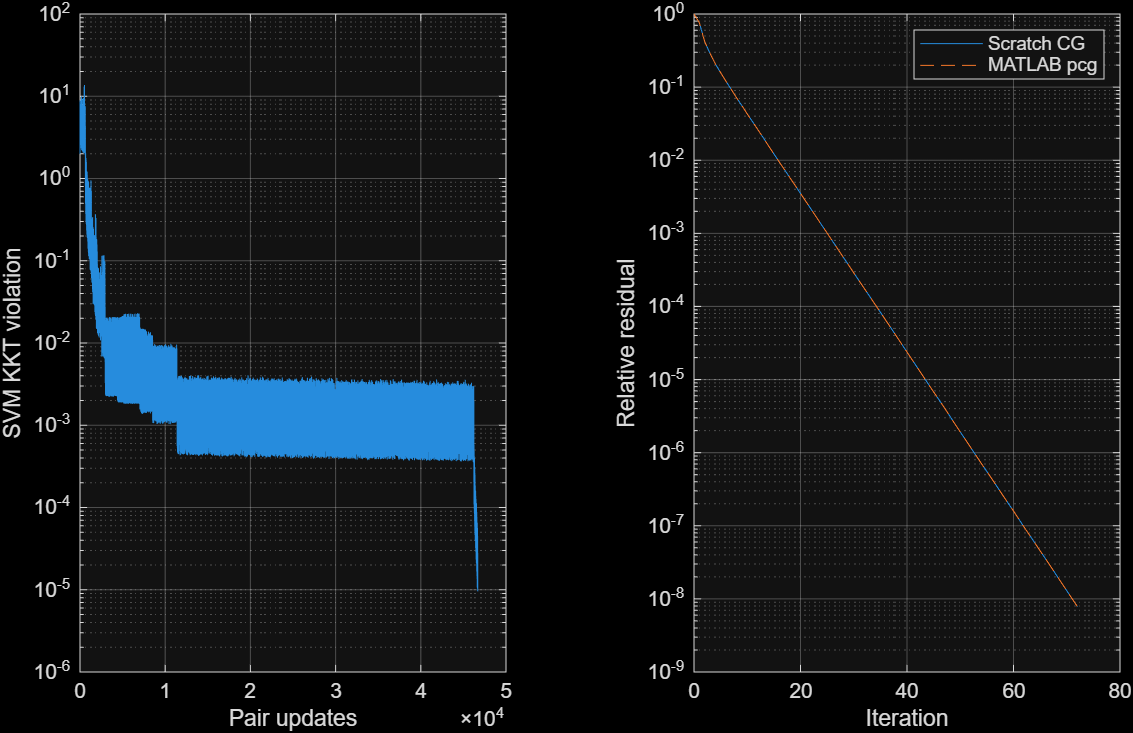 10^2
10^1
10^0
10^-1
10^-2
10^-3
10^-4
10^-5
10^-6
SVM KKT violation
0 1 2 3 4 5
×10^4
Pair updates
10^0
10^-1
10^-2
10^-3
10^-4
10^-5
10^-6
10^-7
10^-8
10^-9
Relative residual
Scratch CG
MATLAB pcg
0 20 40 60 80
Iteration